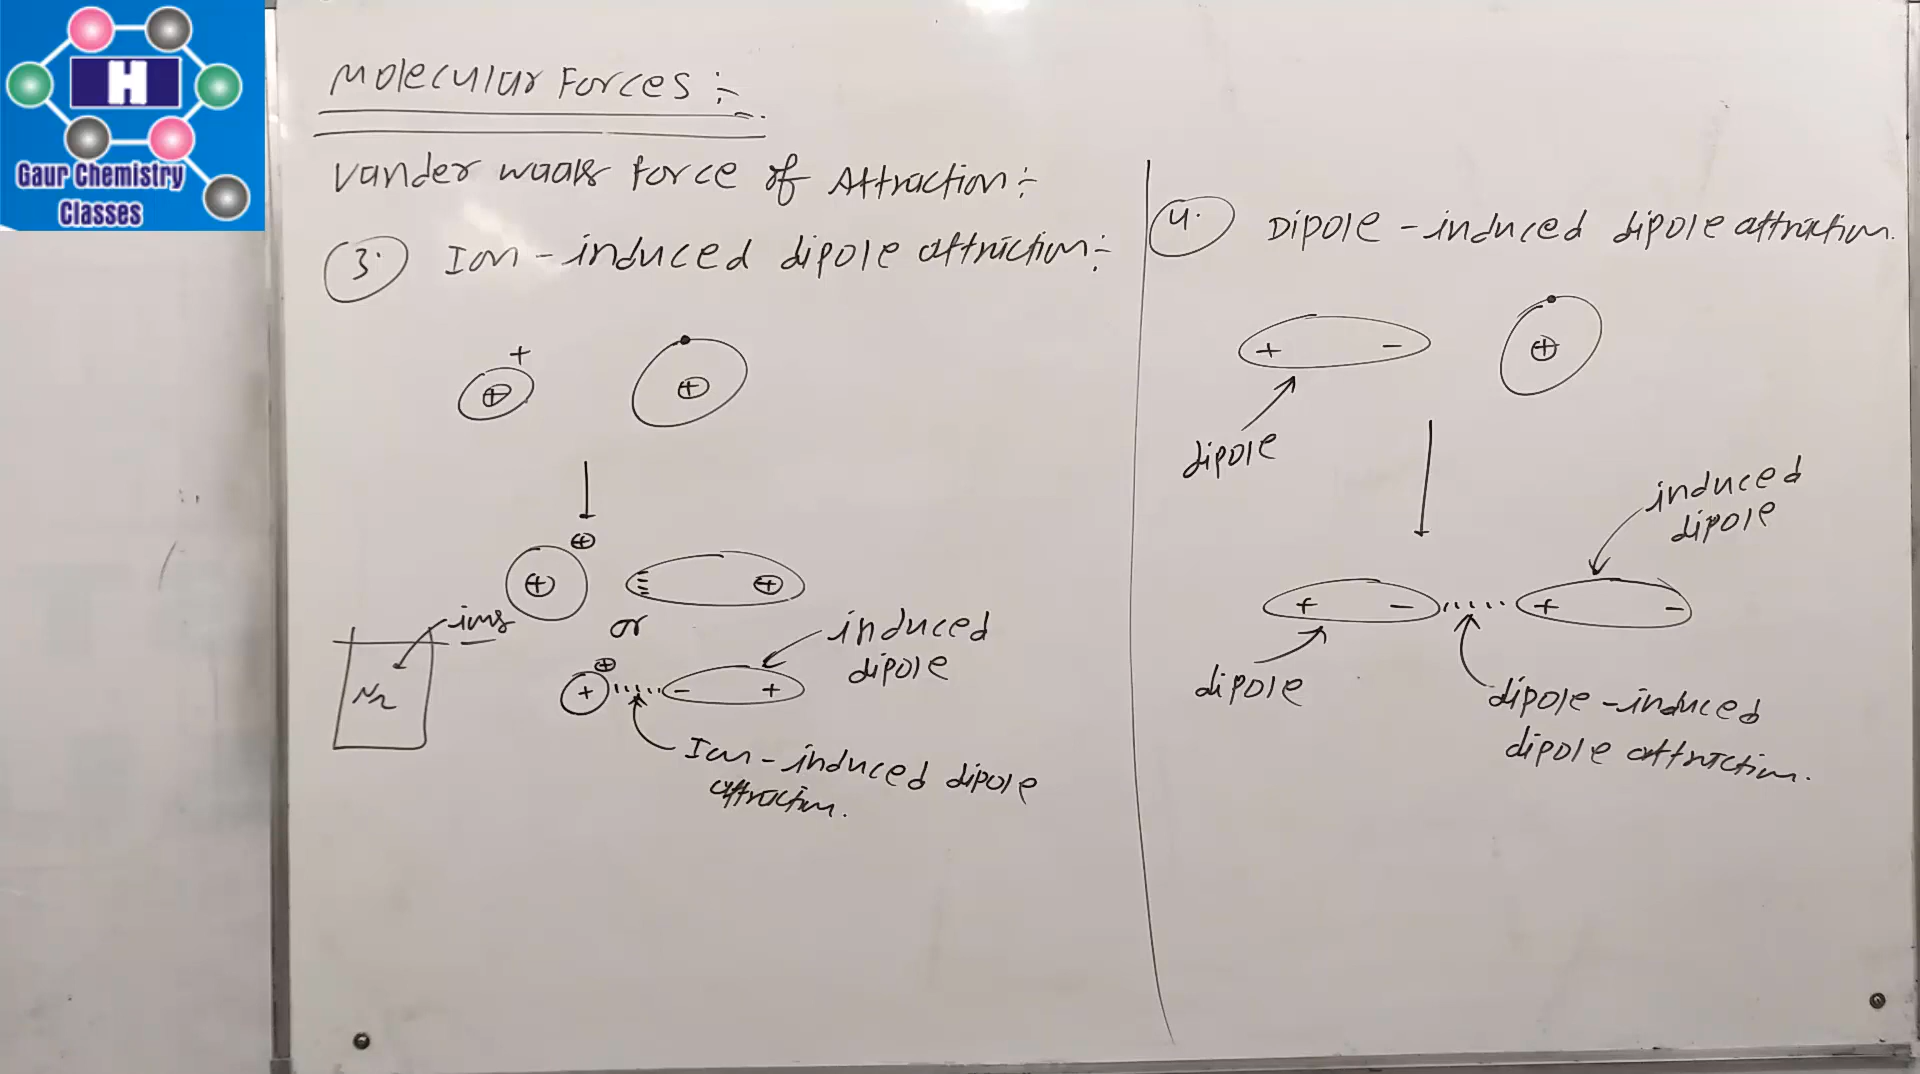 H
Gaur Chemistry
Classes
Molecular Forces :-
Vander waals Force of Attraction :-
3. Ion - induced dipole attraction :-
+
+
+
+
+
or
ions
N2
+
+
- +
induced
dipole
Ion - induced dipole
attraction.
4. Dipole - induced dipole attraction.
+ -
+
dipole
induced
dipole
+ - ..... + -
dipole
dipole - induced
dipole attraction.